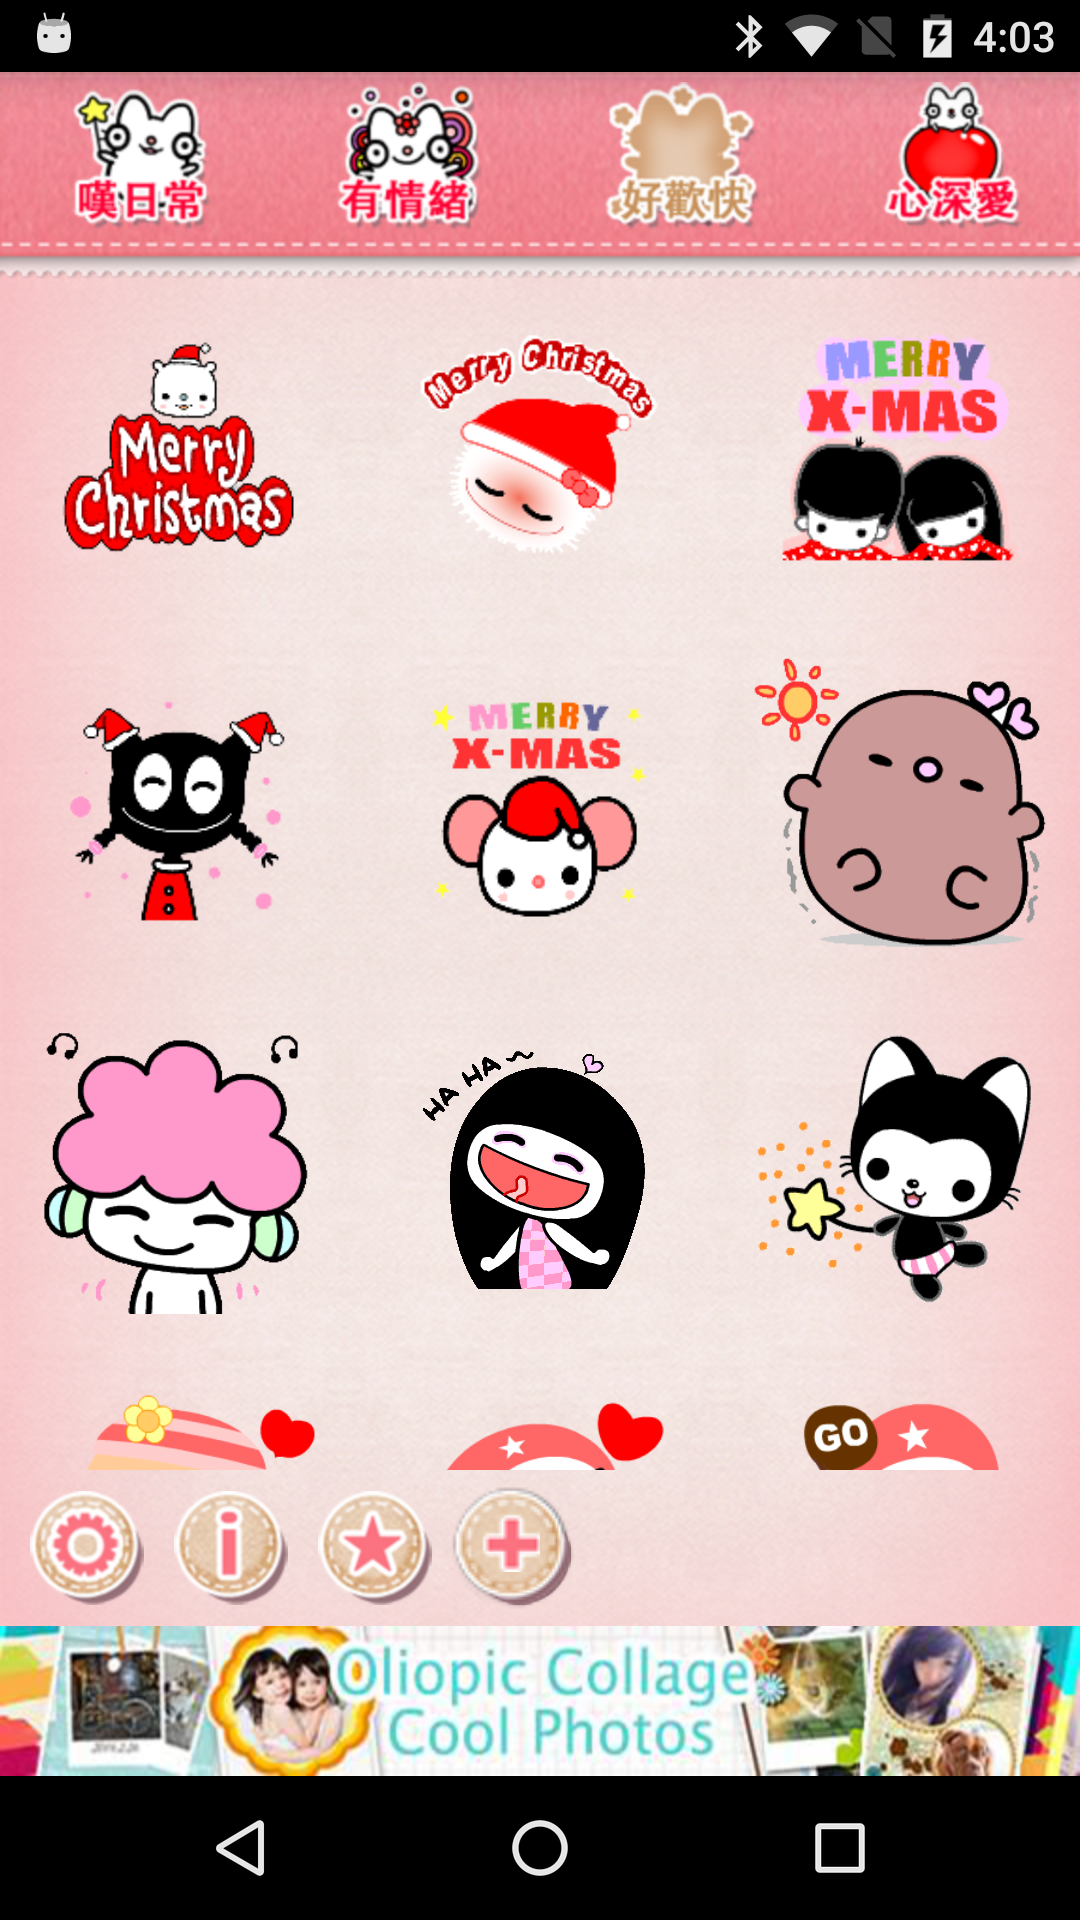 4:03
嘆日常
有情緒
好歡快
心深愛
Merry
Christmas
Merry Christmas
MERRY
X-MAS
MERRY
X-MAS
HA HA~
GO
Oliopic Collage
Cool Photos